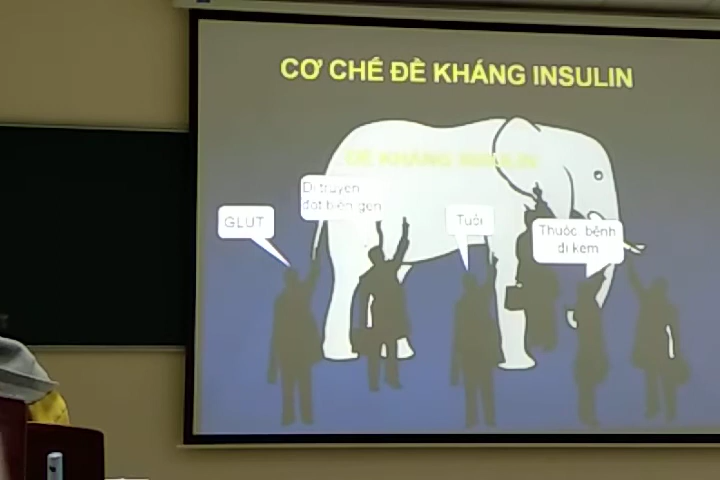 CƠ CHẾ ĐỀ KHÁNG INSULIN
ĐỀ KHÁNG INSULIN
Di truyền
đột biến gen
GLUT
Tuổi
Thuốc, bệnh
đi kèm